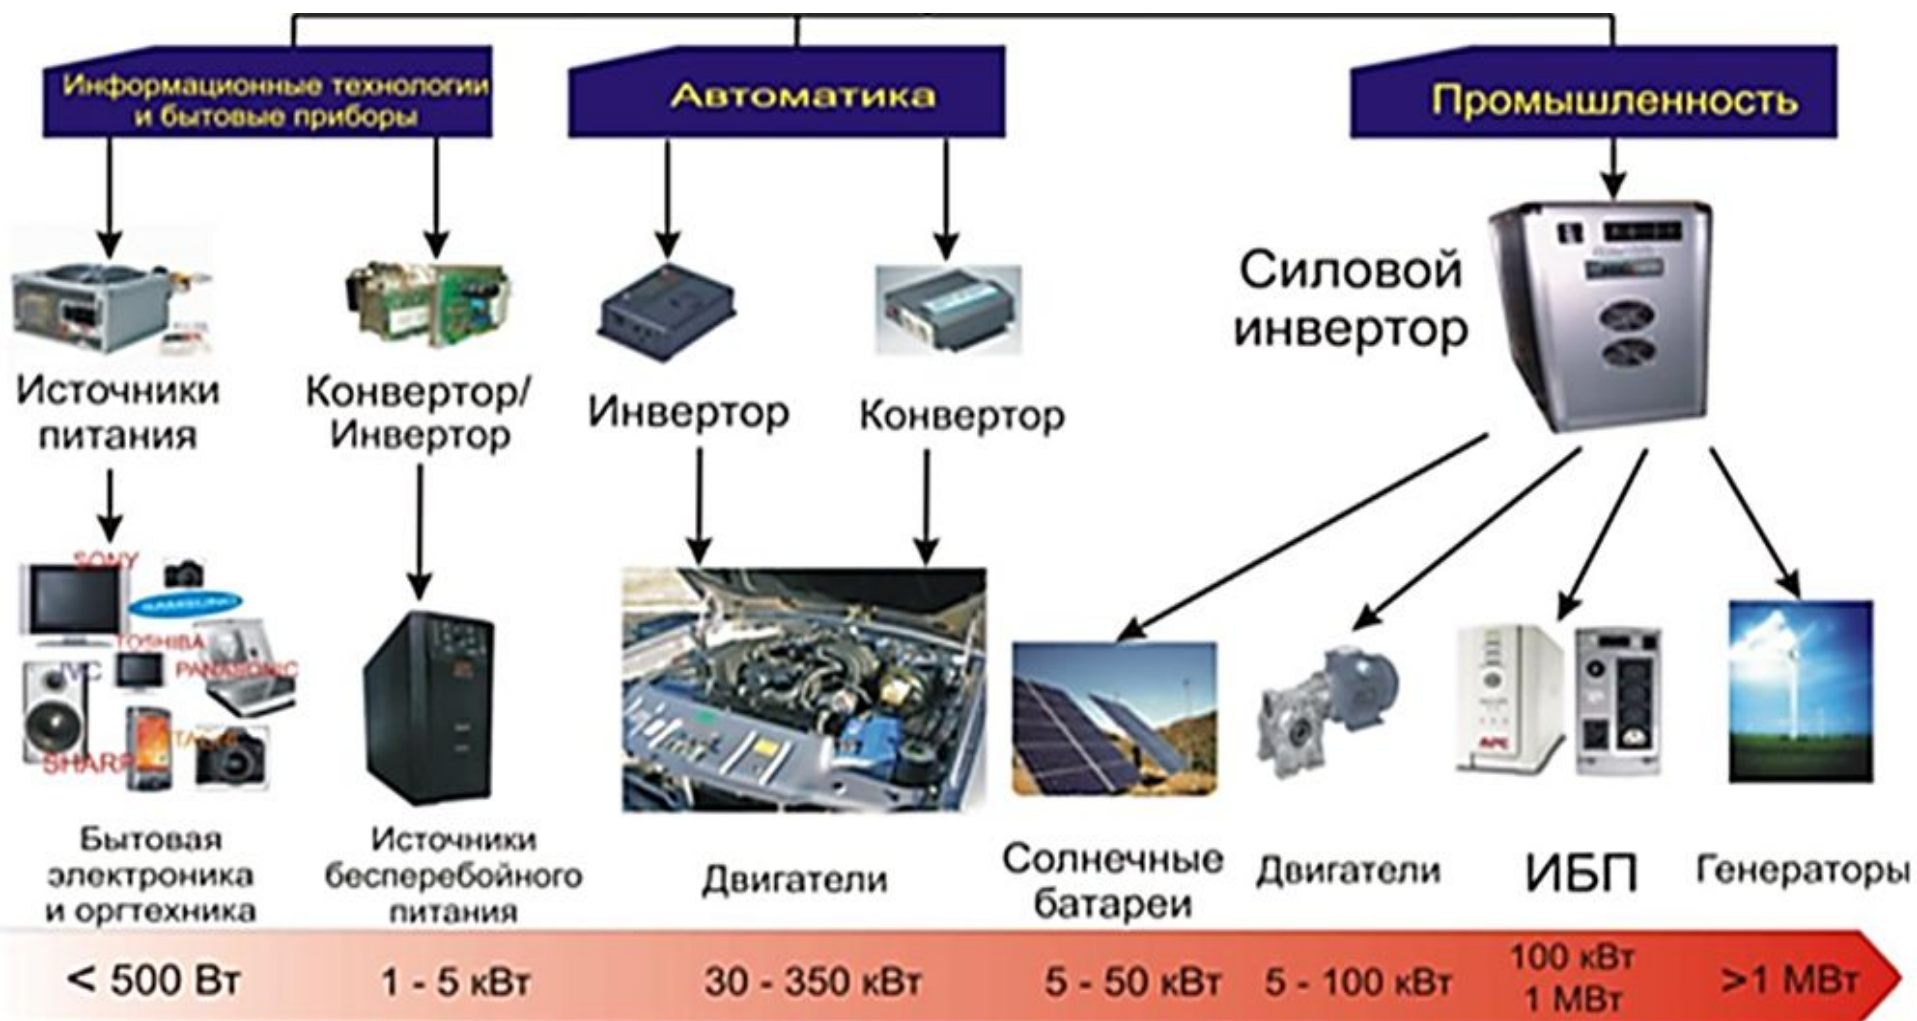 Информационные технологии
и бытовые приборы
Автоматика
Промышленность
Силовой
инвертор
Источники
питания
Конвертор/
Инвертор
Инвертор
Конвертор
SONY
SAMSUNG
TOSHIBA
JVC
PANASONIC
SHARP
APC
Бытовая
электроника
и оргтехника
Источники
бесперебойного
питания
Двигатели
Солнечные
батареи
Двигатели
ИБП
Генераторы
< 500 Вт
1 - 5 кВт
30 - 350 кВт
5 - 50 кВт
5 - 100 кВт
100 кВт
1 МВт
>1 МВт